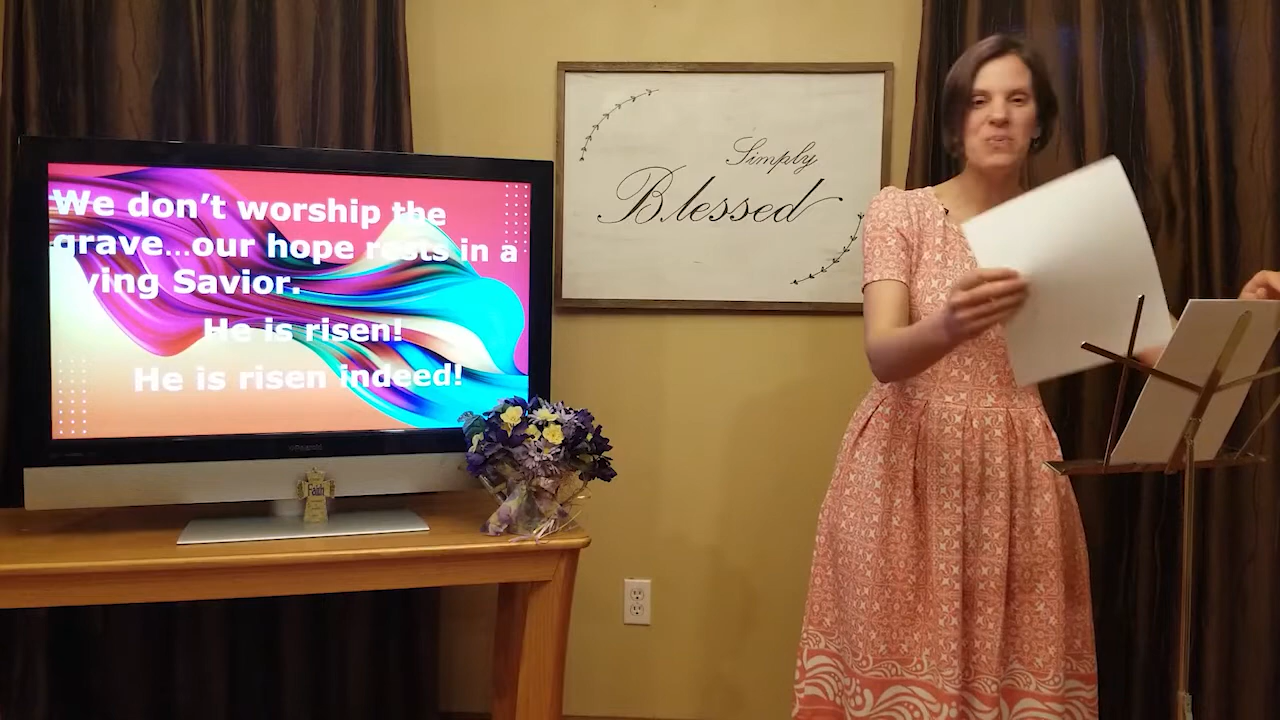 We don't worship the
grave...our hope rests in a
ying Savior.
He is risen!
He is risen indeed!
Simply
Blessed
Faith